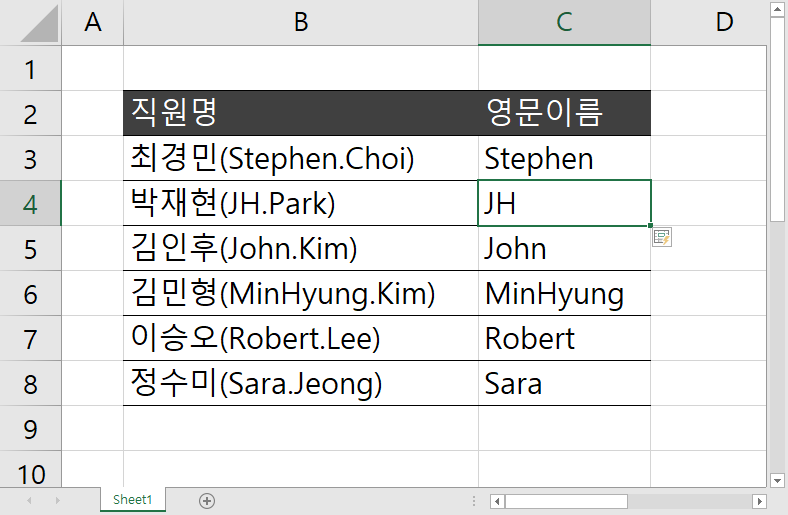 A B C D
1
2 직원명 영문이름
3 최경민(Stephen.Choi) Stephen
4 박재현(JH.Park) JH
5 김인후(John.Kim) John
6 김민형(MinHyung.Kim) MinHyung
7 이승오(Robert.Lee) Robert
8 정수미(Sara.Jeong) Sara
9
10
Sheet1